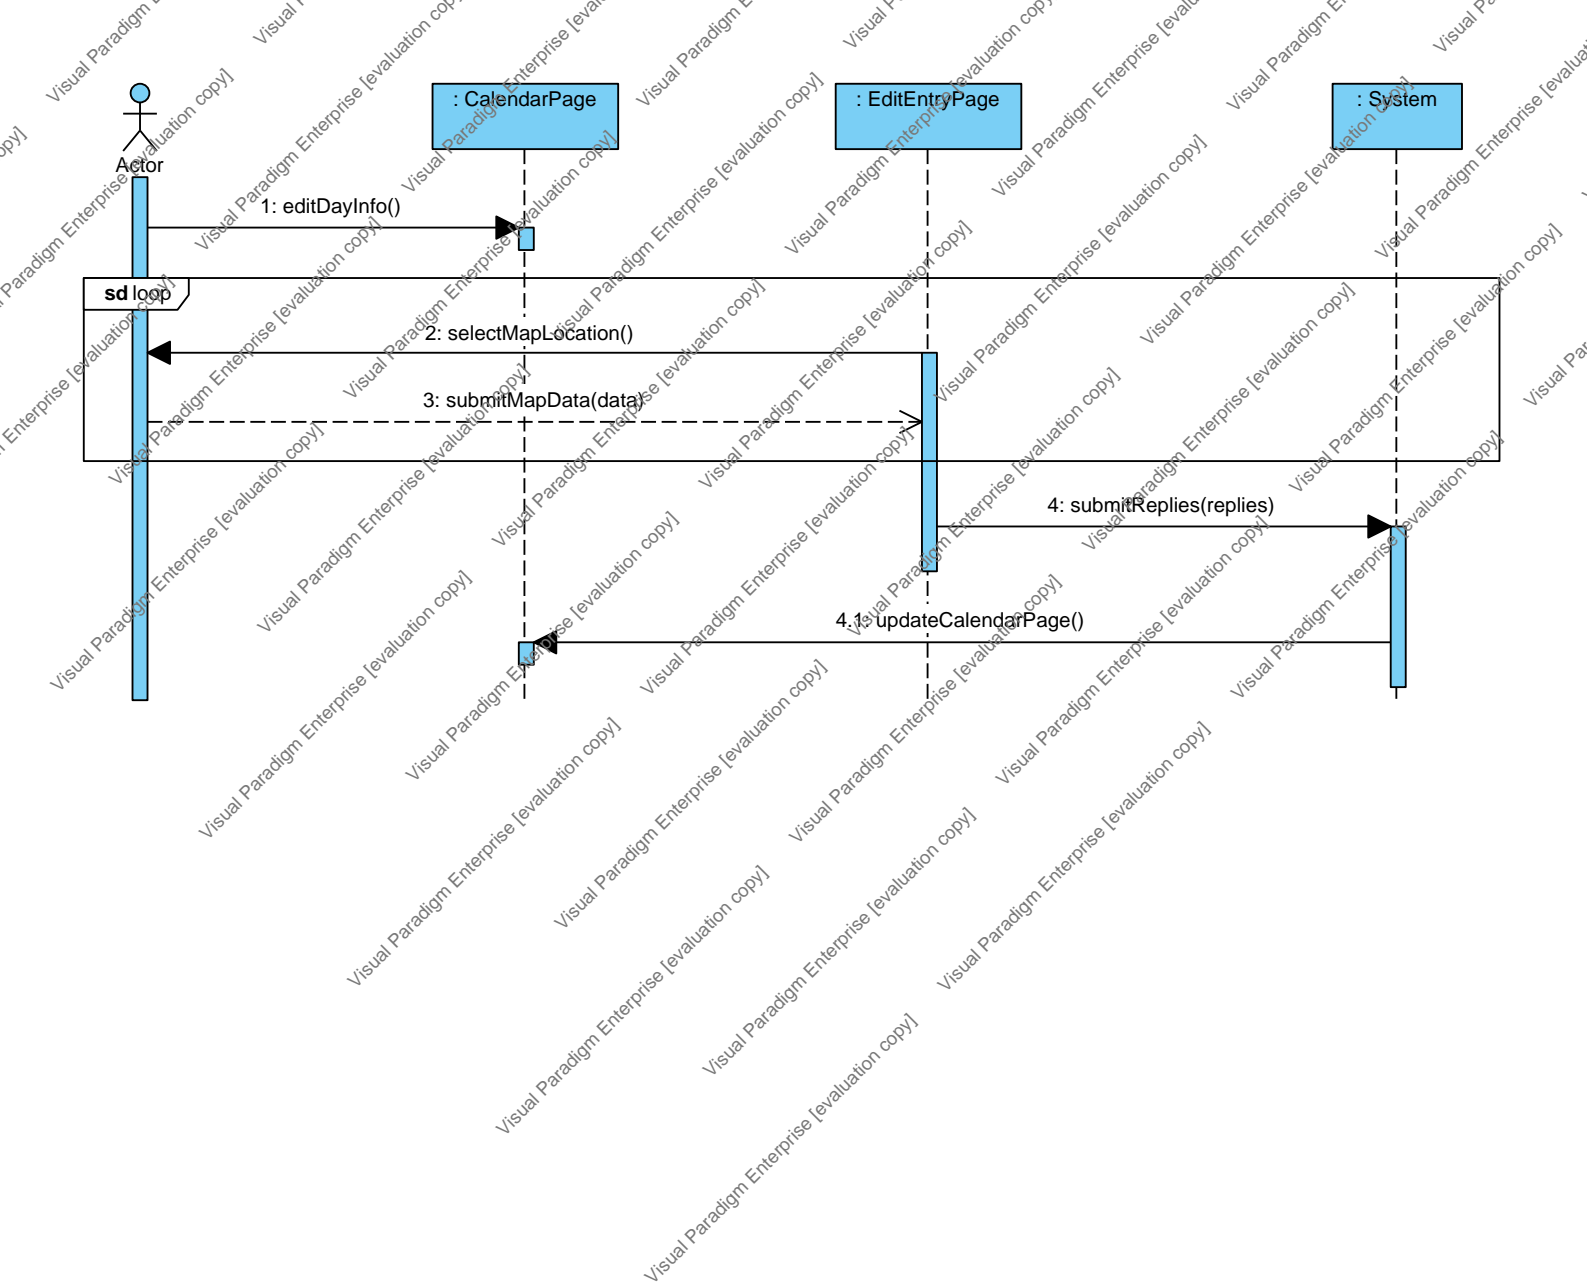 Actor
: CalendarPage
: EditEntryPage
: System
1: editDayInfo()
sd loop
2: selectMapLocation()
3: submitMapData(data)
4: submitReplies(replies)
4.1: updateCalendarPage()
Visual Paradigm Enterprise [evaluation copy]